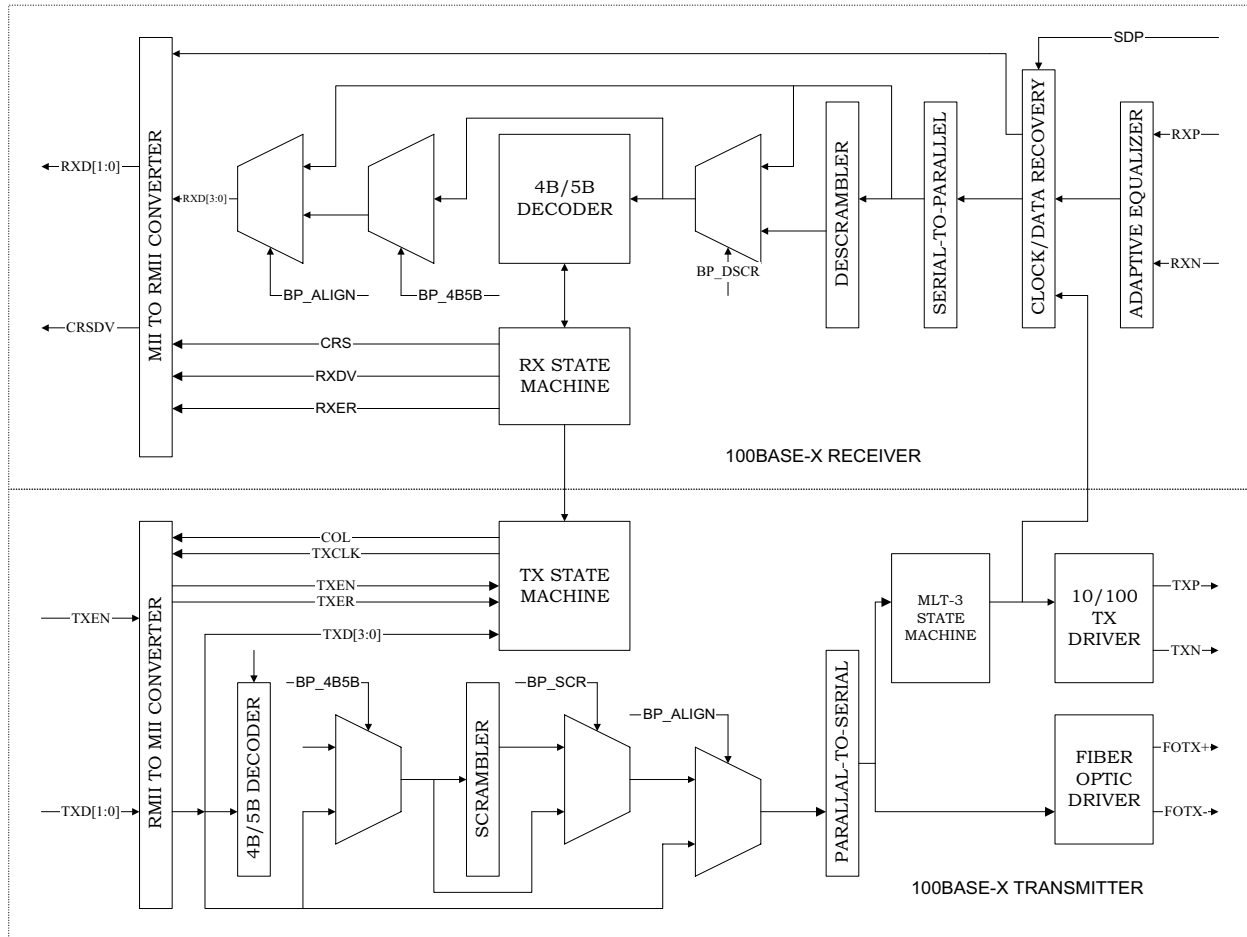 SDP
MII TO RMII CONVERTER
RXD[1:0]
CRSDV
RXD[3:0]
BP_ALIGN
BP_4B5B
4B/5B
DECODER
BP_DSCR
DESCRAMBLER
SERIAL-TO-PARALLEL
CLOCK/DATA RECOVERY
ADAPTIVE EQUALIZER
RXP
RXN
CRS
RXDV
RXER
RX STATE
MACHINE
100BASE-X RECEIVER
RMII TO MII CONVERTER
TXEN
TXD[1:0]
COL
TXCLK
TXEN
TXER
TXD[3:0]
TX STATE
MACHINE
4B/5B DECODER
BP_4B5B
SCRAMBLER
BP_SCR
BP_ALIGN
PARALLAL-TO-SERIAL
MLT-3
STATE
MACHINE
10/100
TX
DRIVER
TXP
TXN
FIBER
OPTIC
DRIVER
FOTX+
FOTX-
100BASE-X TRANSMITTER